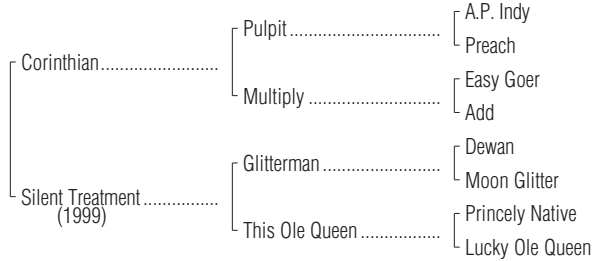 A.P. Indy
Pulpit........................................
Preach
Corinthian........................
Easy Goer
Multiply ...................................
Add
Dewan
Glitterman ...............................
Moon Glitter
Silent Treatment ...............
(1999)
Princely Native
This Ole Queen .....................
Lucky Ole Queen